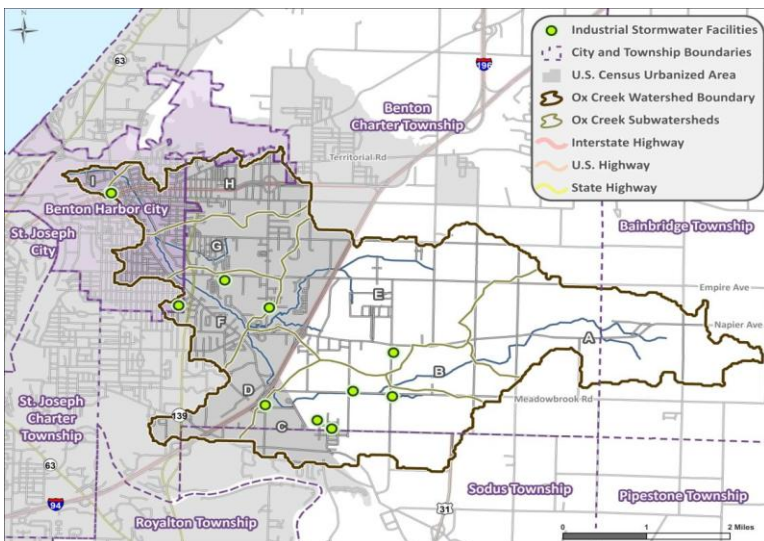 Industrial Stormwater Facilities
City and Township Boundaries
U.S. Census Urbanized Area
Ox Creek Watershed Boundary
Ox Creek Subwatersheds
Interstate Highway
U.S. Highway
State Highway
63
196
Benton
Charter Township
Territorial Rd
I
H
Benton Harbor City
St. Joseph
City
Bainbridge Township
G
E
Empire Ave
F
Napier Ave
A
B
D
Meadowbrook Rd
St. Joseph
Charter
Township
139
C
63
94
Royalton Township
31
Sodus Township
Pipestone Township
0
1
2 Miles